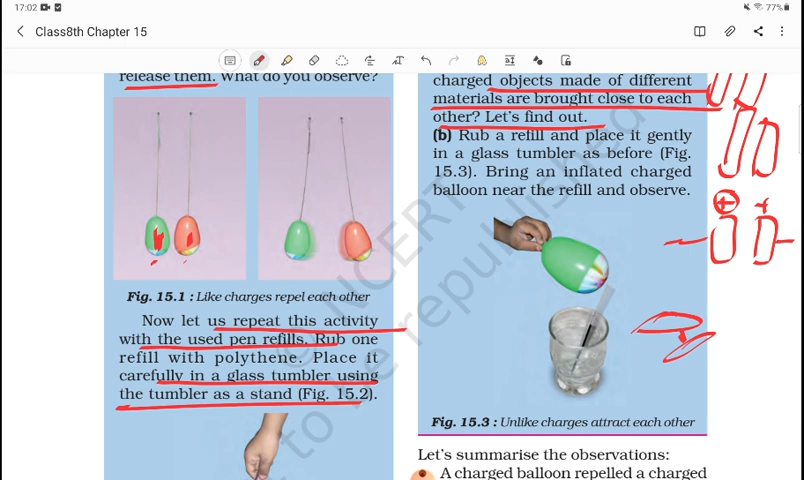 17:02
77%
Class8th Chapter 15
release them. What do you observe?
Fig. 15.1 : Like charges repel each other
Now let us repeat this activity
with the used pen refills. Rub one
refill with polythene. Place it
carefully in a glass tumbler using
the tumbler as a stand (Fig. 15.2).
charged objects made of different
materials are brought close to each
other? Let's find out.
(b) Rub a refill and place it gently
in a glass tumbler as before (Fig.
15.3). Bring an inflated charged
balloon near the refill and observe.
Fig. 15.3 : Unlike charges attract each other
Let's summarise the observations:
A charged balloon repelled a charged
© NCERT
to be republished